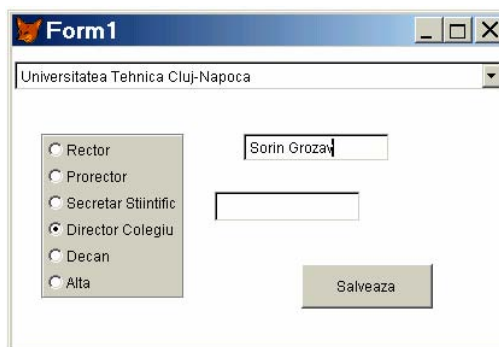 Form1
Universitatea Tehnica Cluj-Napoca
Rector
Sorin Grozav
Prorector
Secretar Stiintific
Director Colegiu
Decan
Alta
Salveaza